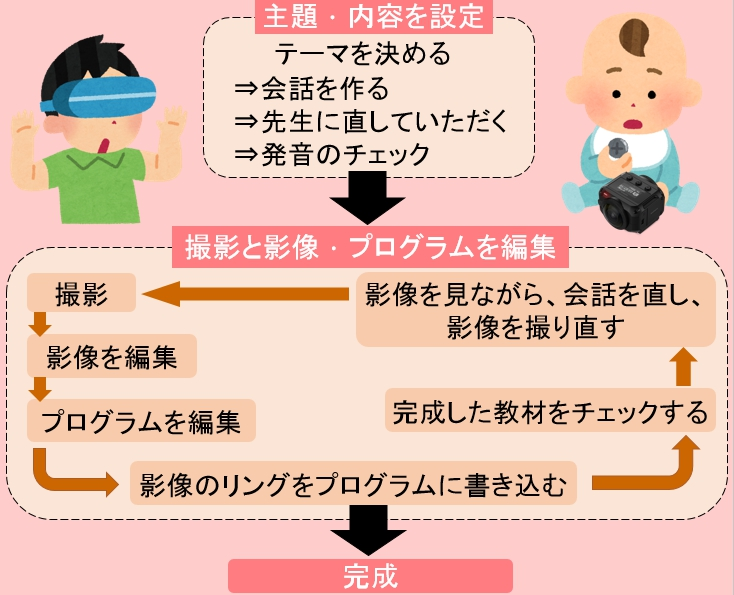 主題・内容を設定
テーマを決める
⇒会話を作る
⇒先生に直していただく
⇒発音のチェック
撮影と影像・プログラムを編集
撮影
影像を編集
プログラムを編集
影像のリングをプログラムに書き込む
完成した教材をチェックする
影像を見ながら、会話を直し、
影像を撮り直す
完成